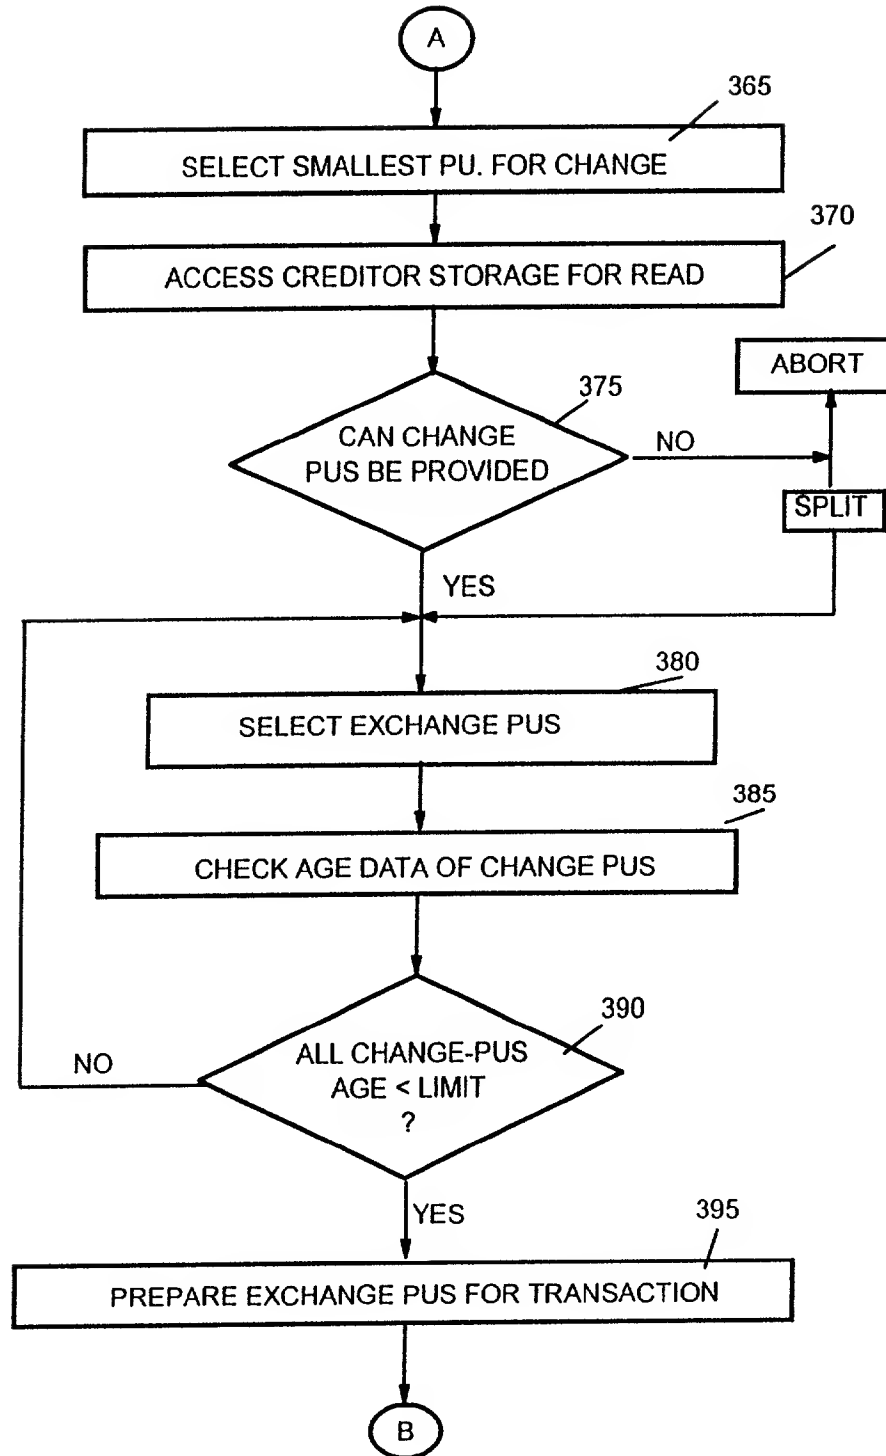 A
365
SELECT SMALLEST PU. FOR CHANGE
370
ACCESS CREDITOR STORAGE FOR READ
ABORT
375
CAN CHANGE
PUS BE PROVIDED
NO
SPLIT
YES
380
SELECT EXCHANGE PUS
385
CHECK AGE DATA OF CHANGE PUS
390
ALL CHANGE-PUS
AGE < LIMIT
?
NO
YES
395
PREPARE EXCHANGE PUS FOR TRANSACTION
B